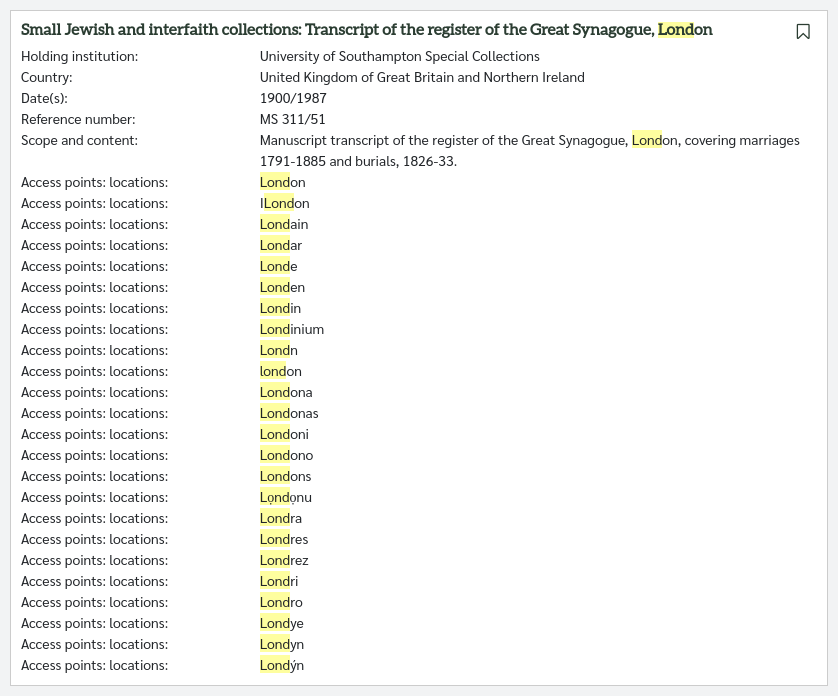 Small Jewish and interfaith collections: Transcript of the register of the Great Synagogue, London
Holding institution: University of Southampton Special Collections
Country: United Kingdom of Great Britain and Northern Ireland
Date(s): 1900/1987
Reference number: MS 311/51
Scope and content: Manuscript transcript of the register of the Great Synagogue, London, covering marriages
1791-1885 and burials, 1826-33.
Access points: locations: London
Access points: locations: ILondon
Access points: locations: Londain
Access points: locations: Londar
Access points: locations: Londe
Access points: locations: Londen
Access points: locations: Londin
Access points: locations: Londinium
Access points: locations: Londn
Access points: locations: london
Access points: locations: Londona
Access points: locations: Londonas
Access points: locations: Londoni
Access points: locations: Londono
Access points: locations: Londons
Access points: locations: Lọndọnu
Access points: locations: Londra
Access points: locations: Londres
Access points: locations: Londrez
Access points: locations: Londri
Access points: locations: Londro
Access points: locations: Londye
Access points: locations: Londyn
Access points: locations: Londýn